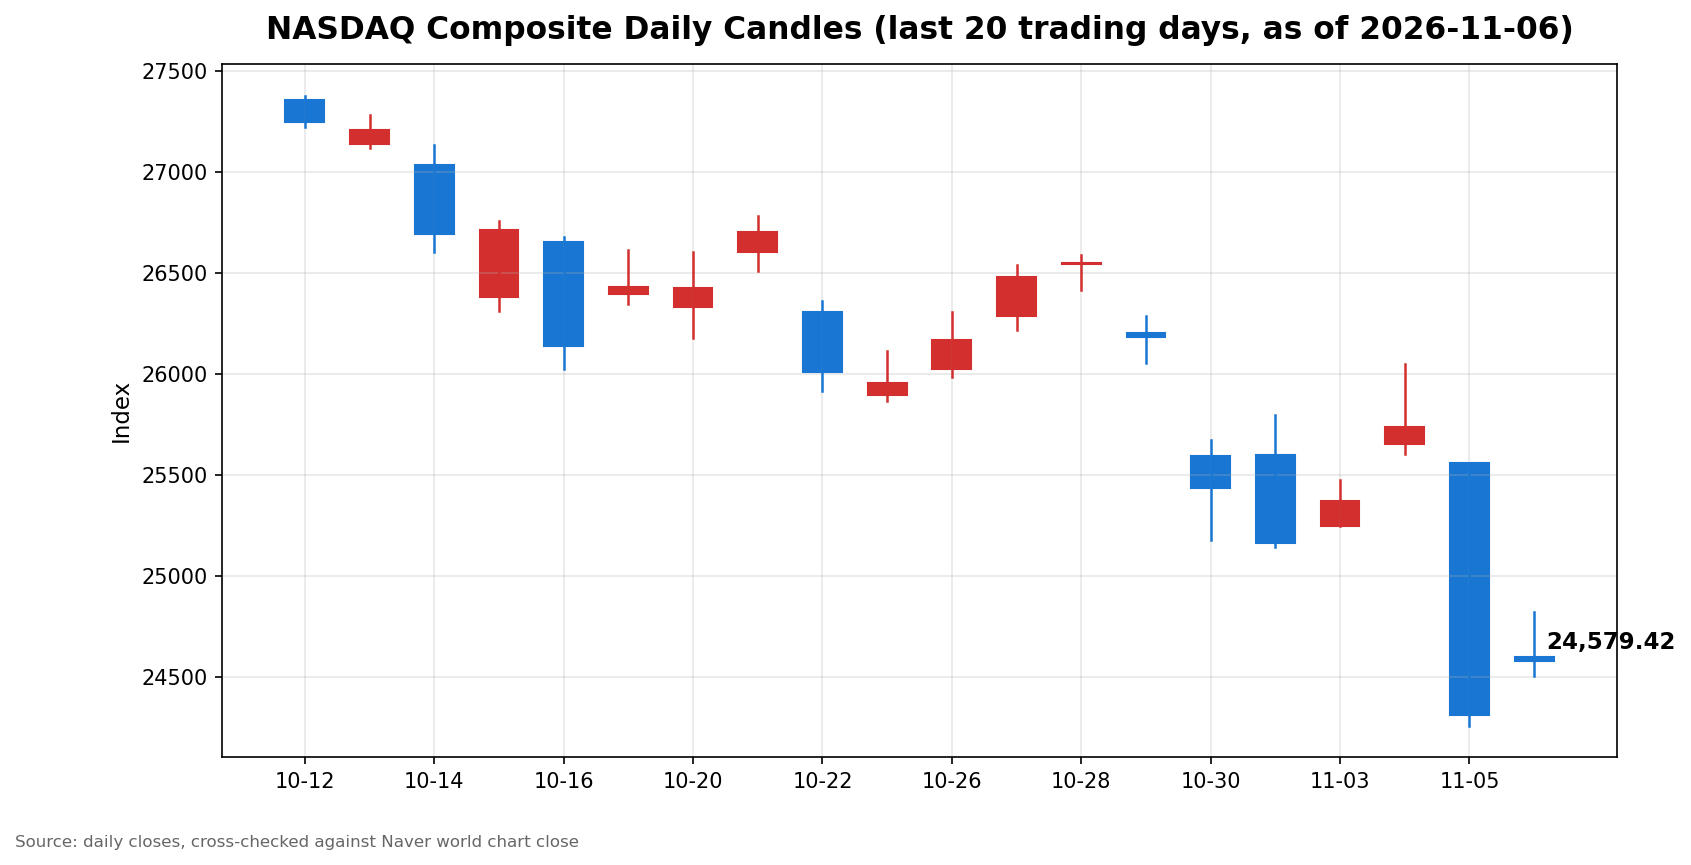 NASDAQ Composite Daily Candles (last 20 trading days, as of 2026-11-06)
27500
27000
26500
26000
25500
25000
24500
Index
24,579.42
10-12 10-14 10-16 10-20 10-22 10-26 10-28 10-30 11-03 11-05
Source: daily closes, cross-checked against Naver world chart close